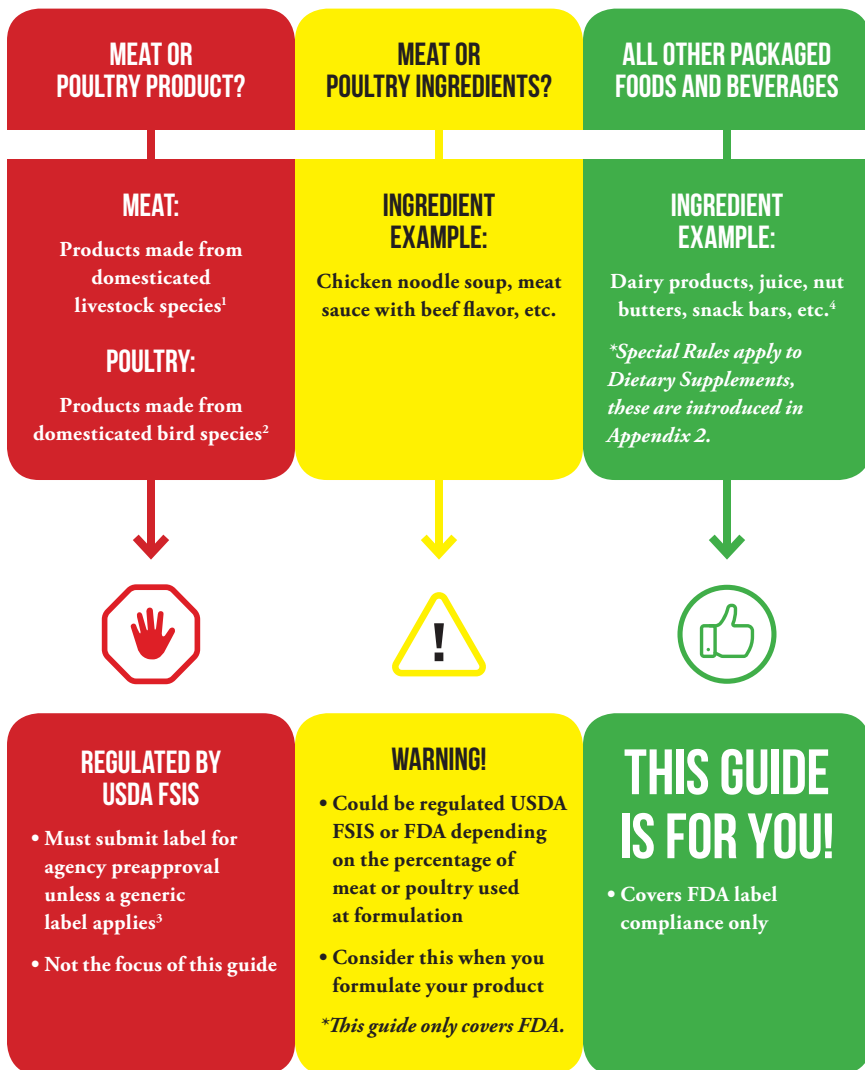 MEAT OR
POULTRY PRODUCT?
MEAT:
Products made from
domesticated
livestock species¹
POULTRY:
Products made from
domesticated bird species²
REGULATED BY
USDA FSIS
• Must submit label for
agency preapproval
unless a generic
label applies³
• Not the focus of this guide
MEAT OR
POULTRY INGREDIENTS?
INGREDIENT
EXAMPLE:
Chicken noodle soup, meat
sauce with beef flavor, etc.
!
WARNING!
• Could be regulated USDA
FSIS or FDA depending
on the percentage of
meat or poultry used
at formulation
• Consider this when you
formulate your product
*This guide only covers FDA.
ALL OTHER PACKAGED
FOODS AND BEVERAGES
INGREDIENT
EXAMPLE:
Dairy products, juice, nut
butters, snack bars, etc.⁴
*Special Rules apply to
Dietary Supplements,
these are introduced in
Appendix 2.
THIS GUIDE
IS FOR YOU!
• Covers FDA label
compliance only